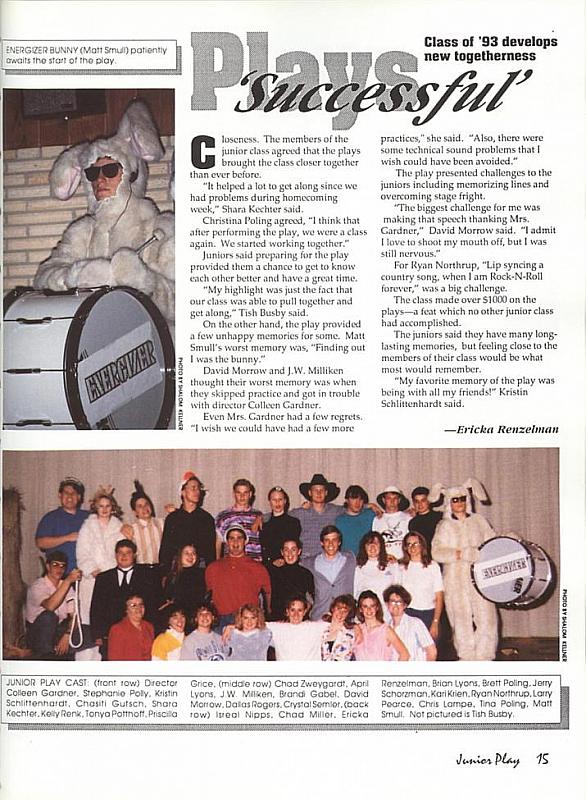 ENERGIZER BUNNY (Matt Smull) patiently
awaits the start of the play.
Plays
'Successful'
Class of '93 develops
new togetherness
Closeness. The members of the
junior class agreed that the plays
brought the class closer together
than ever before.
"It helped a lot to get along since we
had problems during homecoming
week," Shara Kechter said.
Christina Poling agreed, "I think that
after performing the play, we were a class
again. We started working together."
Juniors said preparing for the play
provided them a chance to get to know
each other better and have a great time.
"My highlight was just the fact that
our class was able to pull together and
get along," Tish Busby said.
On the other hand, the play provided
a few unhappy memories for some. Matt
Smull's worst memory was, "Finding out
I was the bunny."
David Morrow and J.W. Milliken
thought their worst memory was when
they skipped practice and got in trouble
with director Colleen Gardner.
Even Mrs. Gardner had a few regrets.
"I wish we could have had a few more
practices," she said. "Also, there were
some technical sound problems that I
wish could have been avoided."
The play presented challenges to the
juniors including memorizing lines and
overcoming stage fright.
"The biggest challenge for me was
making that speech thanking Mrs.
Gardner," David Morrow said. "I admit
I love to shoot my mouth off, but I was
still nervous."
For Ryan Northrup, "Lip syncing a
country song, when I am Rock-N-Roll
forever," was a big challenge.
The class made over $1000 on the
plays—a feat which no other junior class
had accomplished.
The juniors said they have many long-
lasting memories, but feeling close to the
members of their class would be what
most would remember.
"My favorite memory of the play was
being with all my friends!" Kristin
Schlittenhardt said.
—Ericka Renzelman
ENERGIZER
PHOTO BY SHALOM KELLNER
ENERGIZER
PHOTO BY SHALOM KELLNER
JUNIOR PLAY CAST: (front row) Director
Colleen Gardner, Stephanie Polly, Kristin
Schlittenhardt, Chasiti Gutsch, Shara
Kechter, Kelly Renk, Tonya Potthoff, Priscilla
Grice, (middle row) Chad Zweygardt, April
Lyons, J.W. Milliken, Brandi Gabel, David
Morrow, Dallas Rogers, Crystal Semler, (back
row) Isreal Nipps, Chad Miller, Ericka
Renzelman, Brian Lyons, Brett Poling, Jerry
Schorzman, Kari Krien, Ryan Northrup, Larry
Pearce, Chris Lampe, Tina Poling, Matt
Smull. Not pictured is Tish Busby.
Junior Play 15